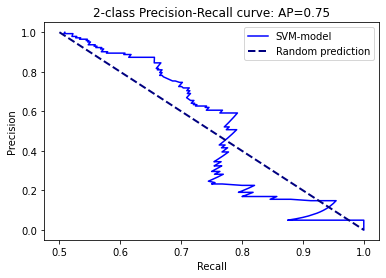 2-class Precision-Recall curve: AP=0.75
SVM-model
Random prediction
Precision
1.0
0.8
0.6
0.4
0.2
0.0
0.5 0.6 0.7 0.8 0.9 1.0
Recall